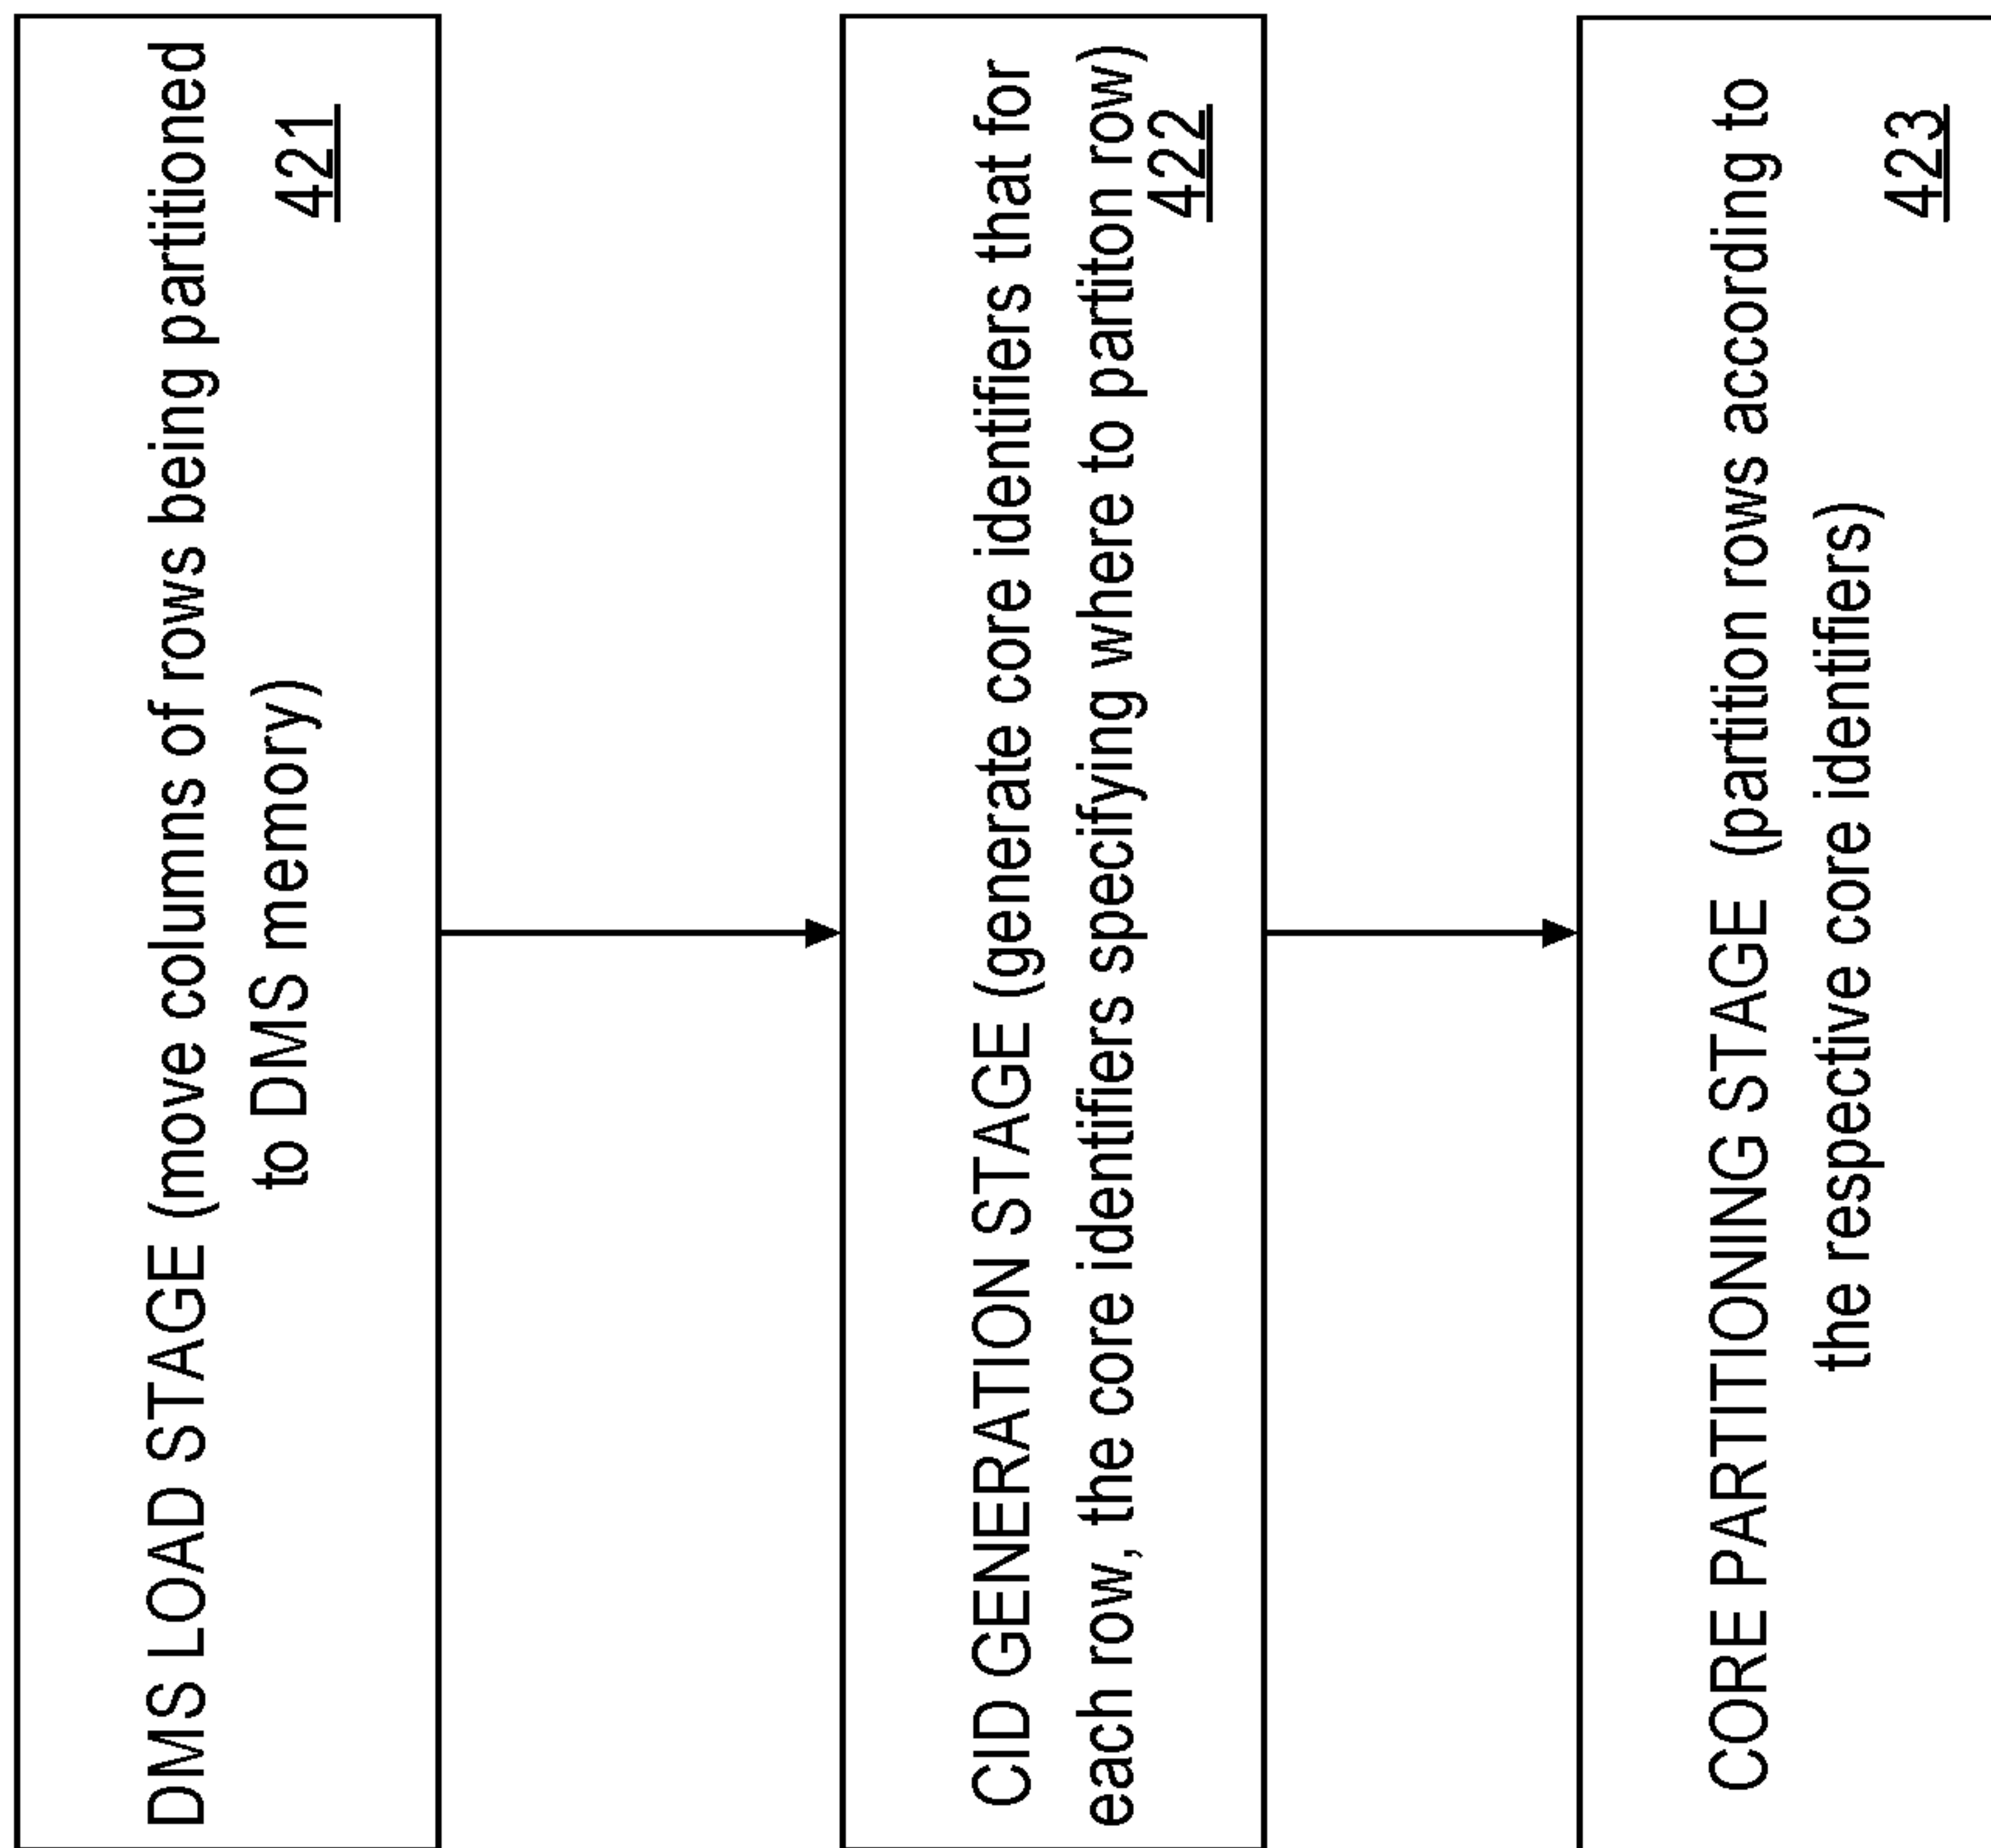 DMS LOAD STAGE (move columns of rows being partitioned
to DMS memory)
421
CID GENERATION STAGE (generate core identifiers that for
each row, the core identifiers specifying where to partiton row)
422
CORE PARTITIONING STAGE (partition rows according to
the respective core identifiers)
423